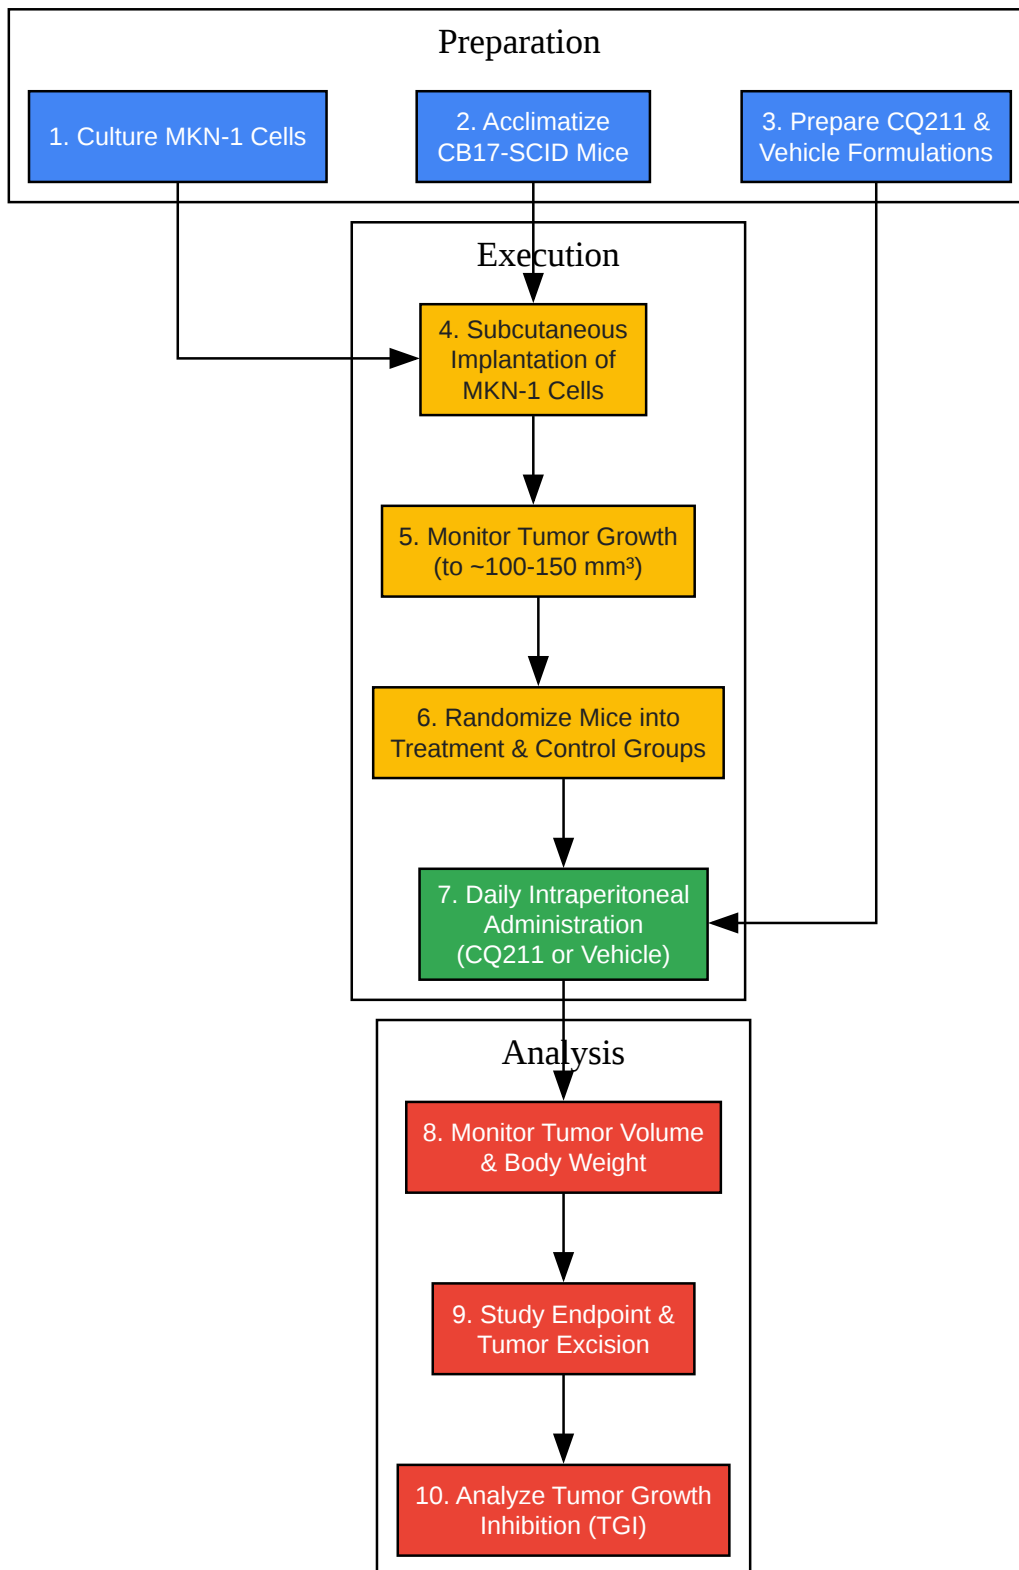 Preparation
1. Culture MKN-1 Cells
2. Acclimatize
CB17-SCID Mice
3. Prepare CQ211 &
Vehicle Formulations
Execution
4. Subcutaneous
Implantation of
MKN-1 Cells
5. Monitor Tumor Growth
(to ~100-150 mm³)
6. Randomize Mice into
Treatment & Control Groups
7. Daily Intraperitoneal
Administration
(CQ211 or Vehicle)
Analysis
8. Monitor Tumor Volume
& Body Weight
9. Study Endpoint &
Tumor Excision
10. Analyze Tumor Growth
Inhibition (TGI)